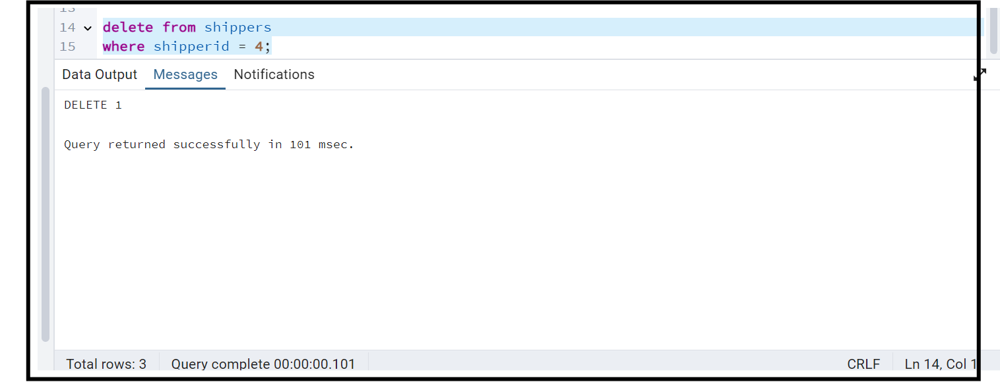 13
14 delete from shippers
15 where shipperid = 4;
Data Output Messages Notifications
DELETE 1
Query returned successfully in 101 msec.
Total rows: 3 Query complete 00:00:00.101 CRLF Ln 14, Col 1